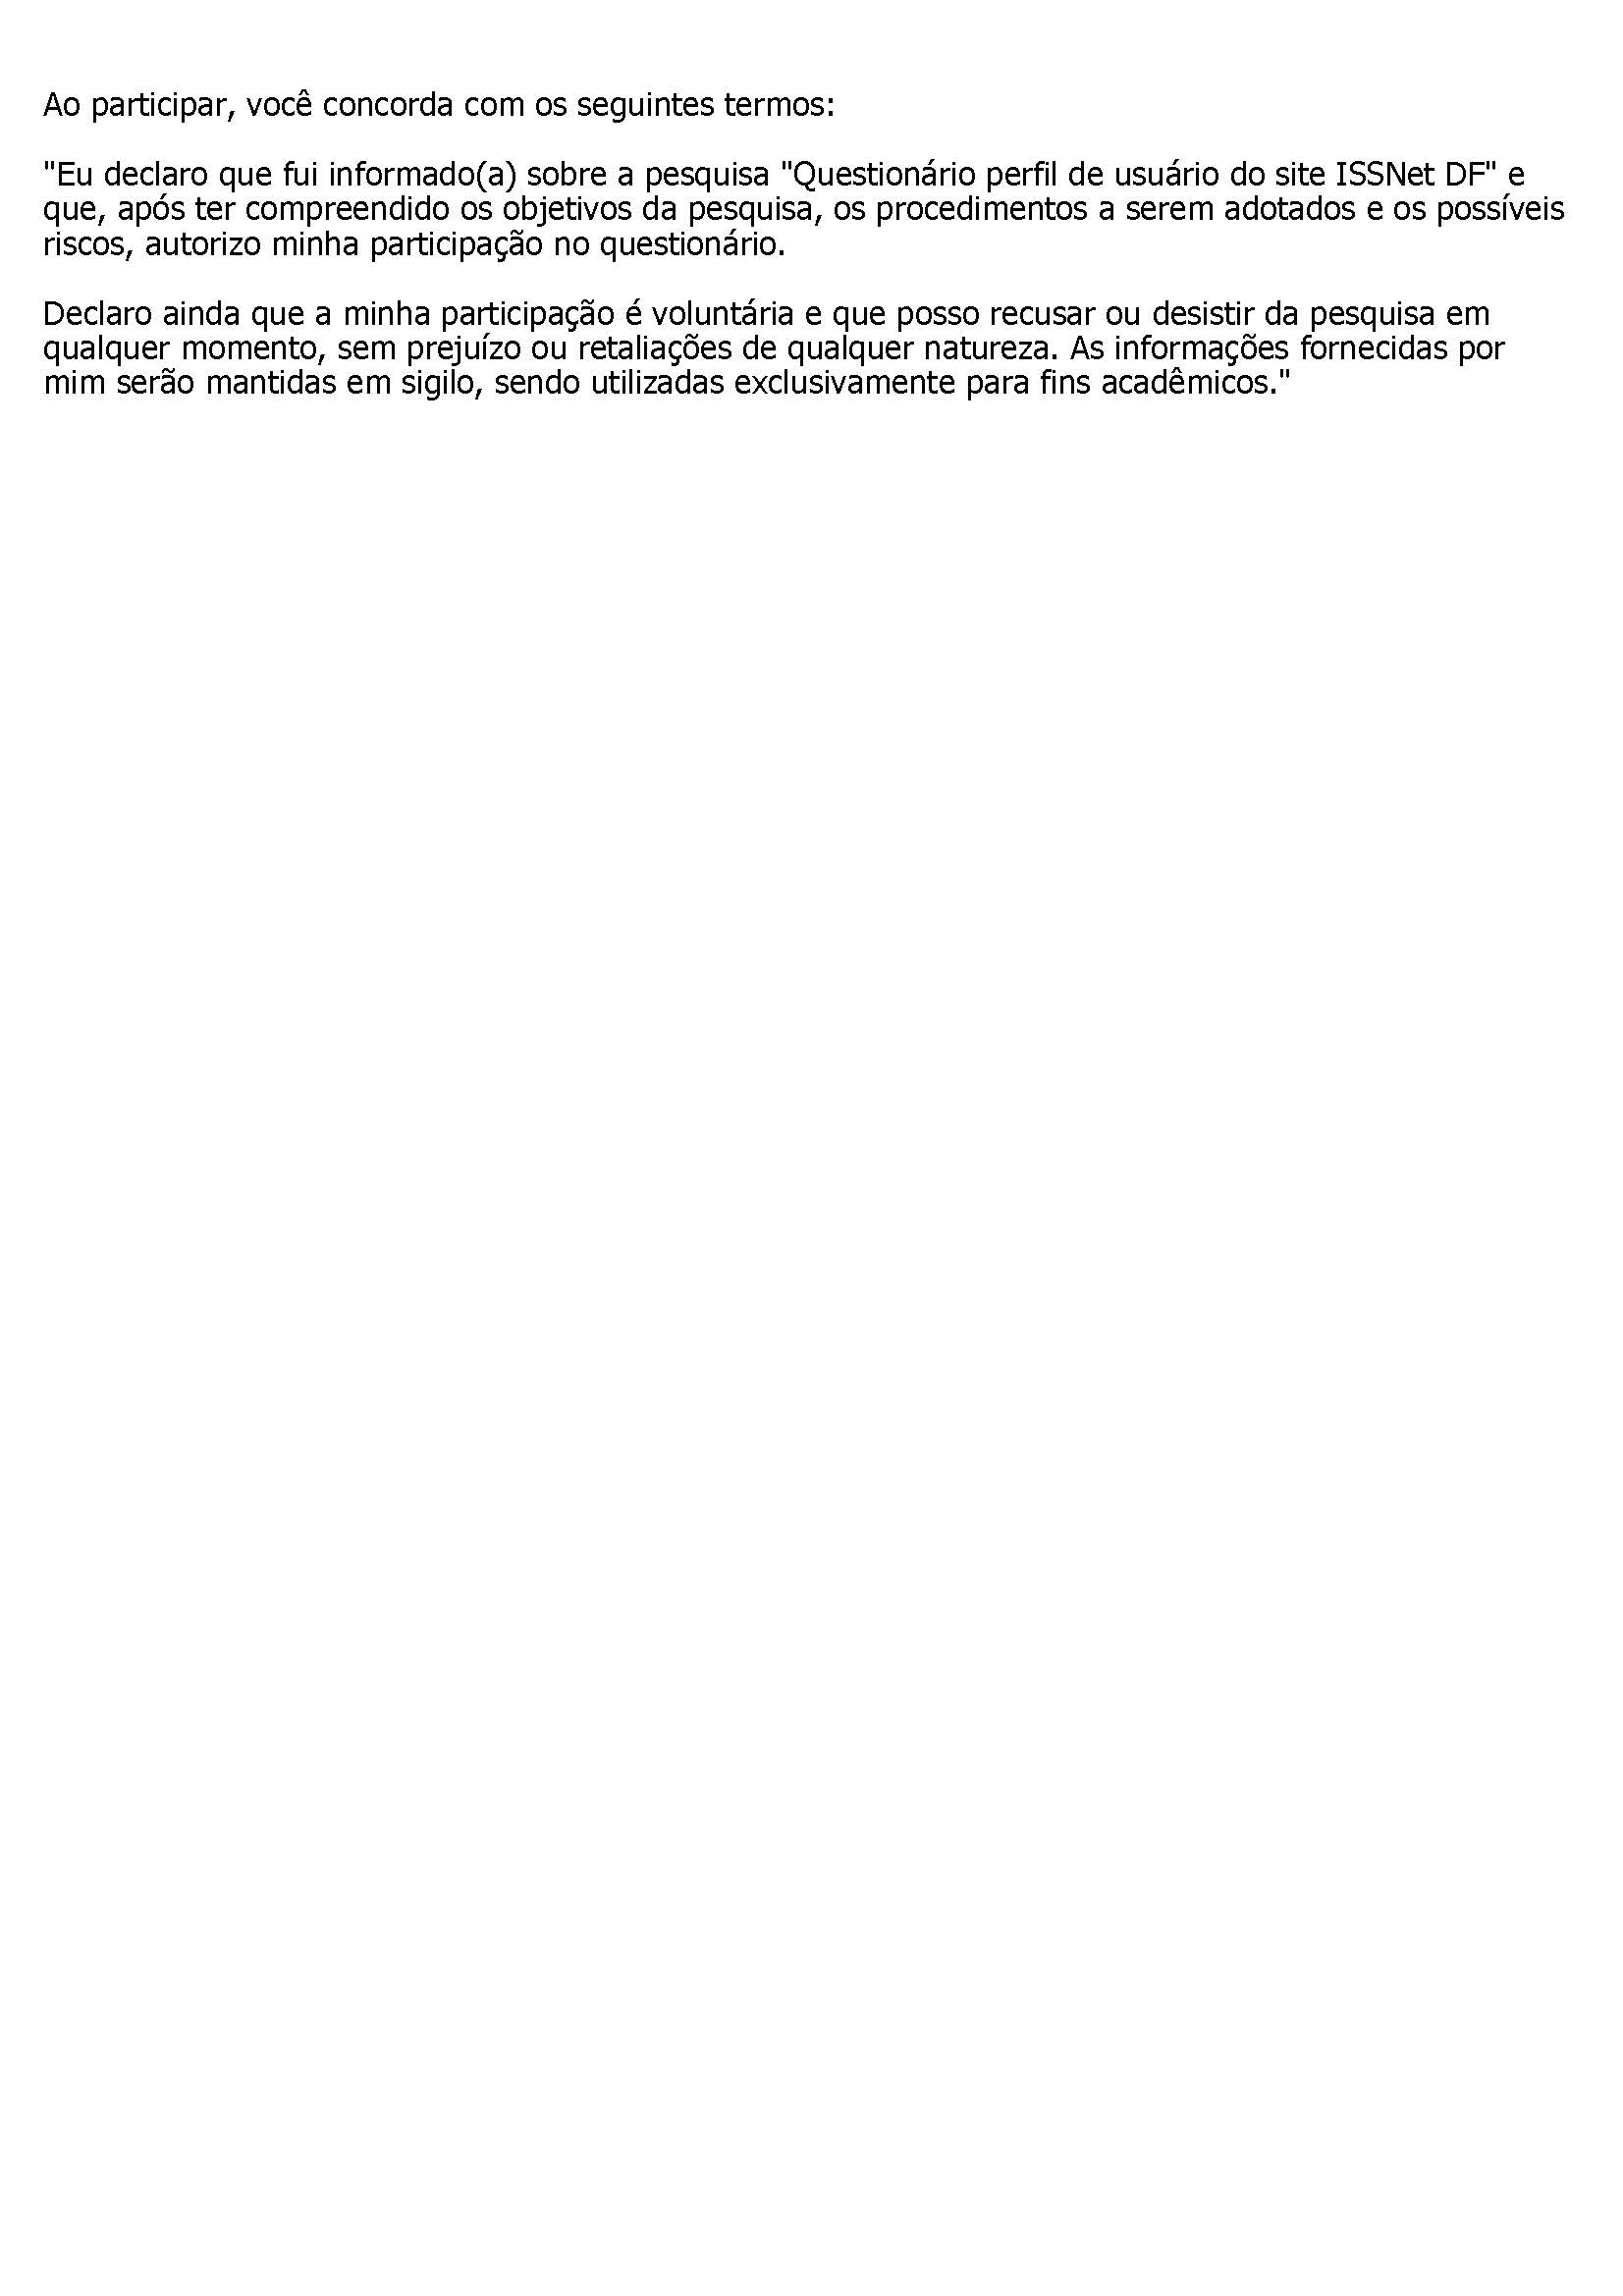 Ao participar, você concorda com os seguintes termos:
"Eu declaro que fui informado(a) sobre a pesquisa "Questionário perfil de usuário do site ISSNet DF" e
que, após ter compreendido os objetivos da pesquisa, os procedimentos a serem adotados e os possíveis
riscos, autorizo minha participação no questionário.
Declaro ainda que a minha participação é voluntária e que posso recusar ou desistir da pesquisa em
qualquer momento, sem prejuízo ou retaliações de qualquer natureza. As informações fornecidas por
mim serão mantidas em sigilo, sendo utilizadas exclusivamente para fins acadêmicos."